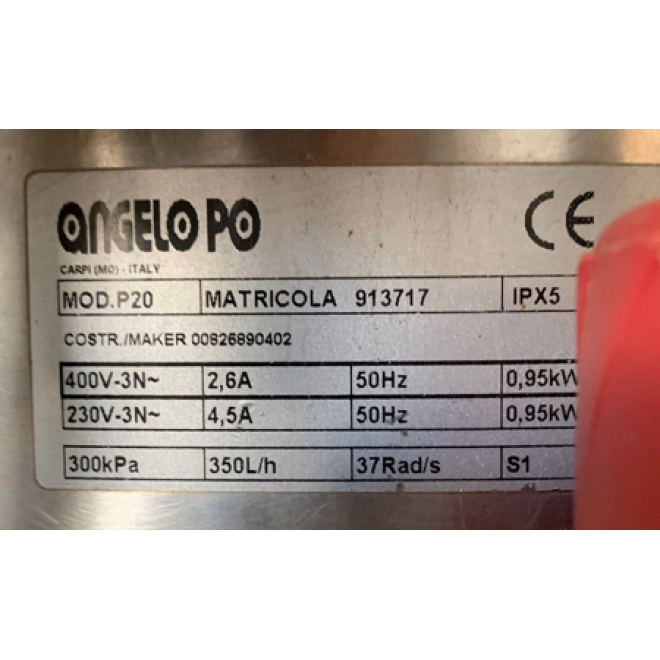 ANGELO PO
CE
CARPI (MO) - ITALY
MOD.P20 MATRICOLA 913717 IPX5
COSTR./MAKER 00826890402
400V-3N~ 2,6A 50Hz 0,95kW
230V-3N~ 4,5A 50Hz 0,95kW
300kPa 350L/h 37Rad/s S1